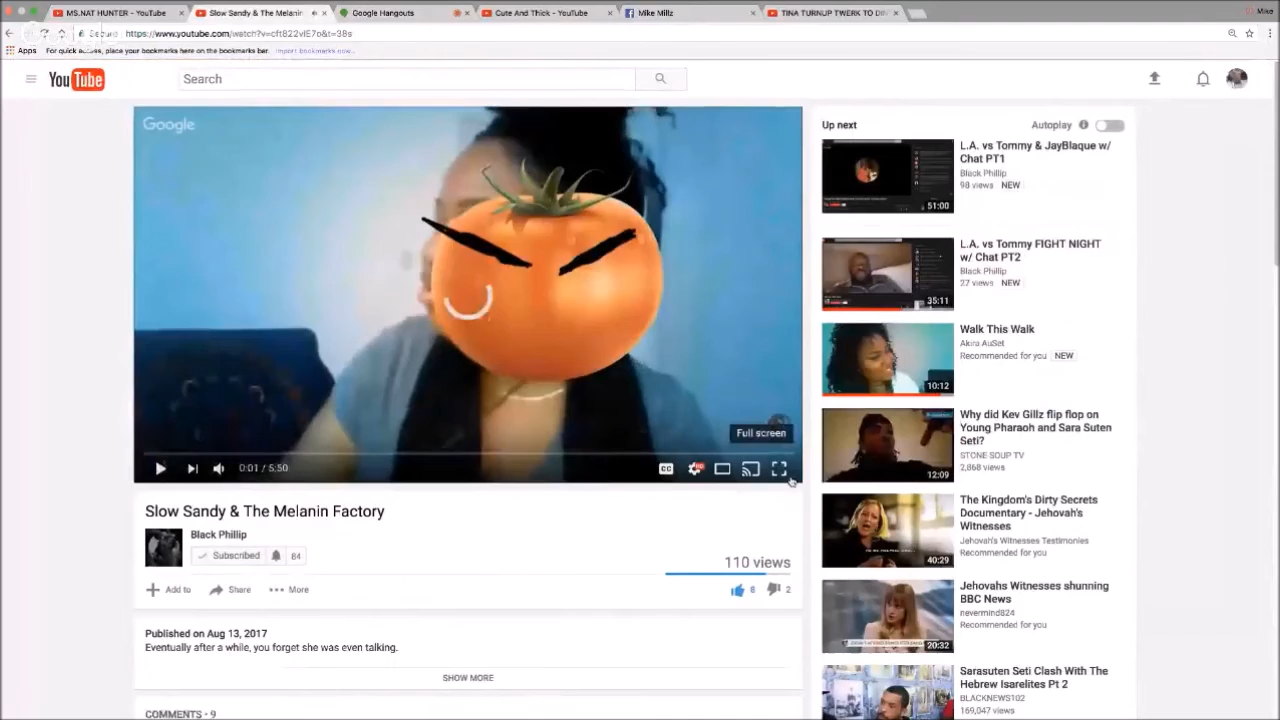 MS.NAT HUNTER - YouTube
Slow Sandy & The Melanin
Google Hangouts
Cute And Thick - YouTube
Mike Millz
TINA TURNUP TWERK TO DI
Mike
Secure
https://www.youtube.com/watch?v=cft822vIE7o&t=38s
Apps
For quick access, place your bookmarks here on the bookmarks bar.
Import bookmarks now...
YouTube
Search
Google
Full screen
CC
0:01 / 5:50
Slow Sandy & The Melanin Factory
Black Phillip
Subscribed
84
110 views
Add to
Share
More
8
2
Published on Aug 13, 2017
Eventually after a while, you forget she was even talking.
SHOW MORE
COMMENTS • 9
Up next
Autoplay
L.A. vs Tommy & JayBlaque w/
Chat PT1
Black Phillip
98 views NEW
51:00
L.A. vs Tommy FIGHT NIGHT
w/ Chat PT2
Black Phillip
27 views NEW
35:11
Walk This Walk
Akira AuSet
Recommended for you NEW
10:12
Why did Kev Gillz flip flop on
Young Pharaoh and Sara Suten
Seti?
STONE SOUP TV
2,868 views
12:09
The Kingdom's Dirty Secrets
Documentary - Jehovah's
Witnesses
Jehovah's Witnesses Testimonies
Recommended for you
40:29
Jehovahs Witnesses shunning
BBC News
nevermind824
Recommended for you
20:32
Sarasuten Seti Clash With The
Hebrew Isarelites Pt 2
BLACKNEWS102
169,047 views